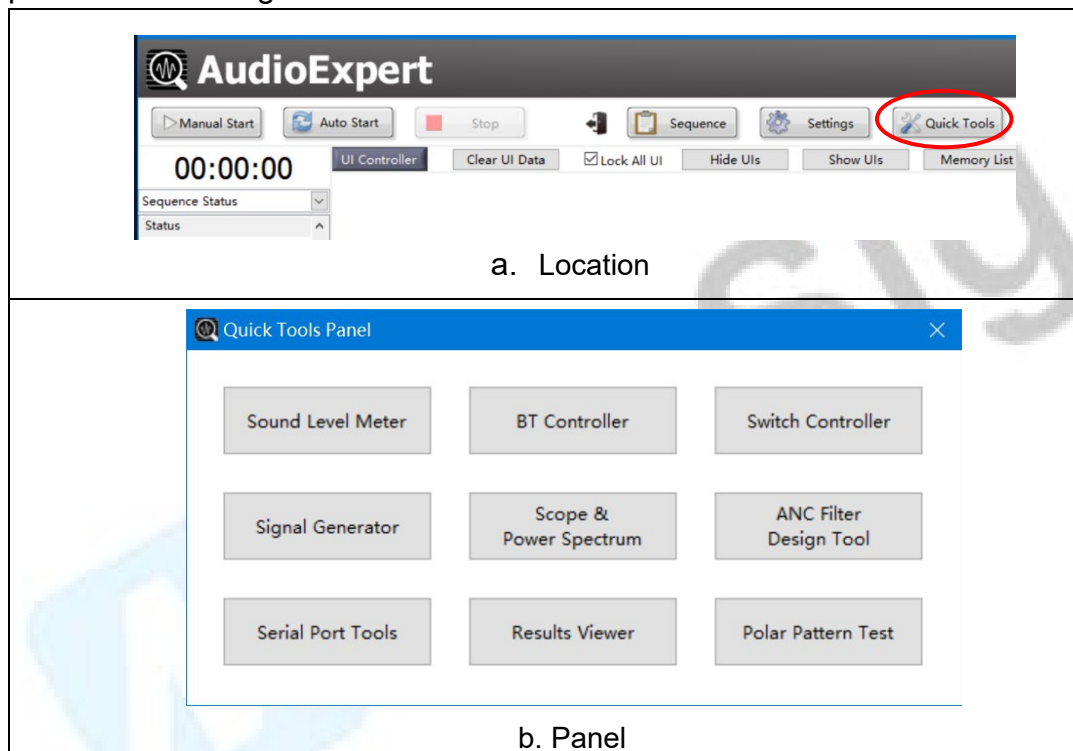 AudioExpert
Manual Start Auto Start Stop Sequence Settings Quick Tools
00:00:00 UI Controller Clear UI Data Lock All UI Hide UIs Show UIs Memory List
Sequence Status
Status
a. Location
Quick Tools Panel
Sound Level Meter BT Controller Switch Controller
Signal Generator Scope & Power Spectrum ANC Filter Design Tool
Serial Port Tools Results Viewer Polar Pattern Test
b. Panel